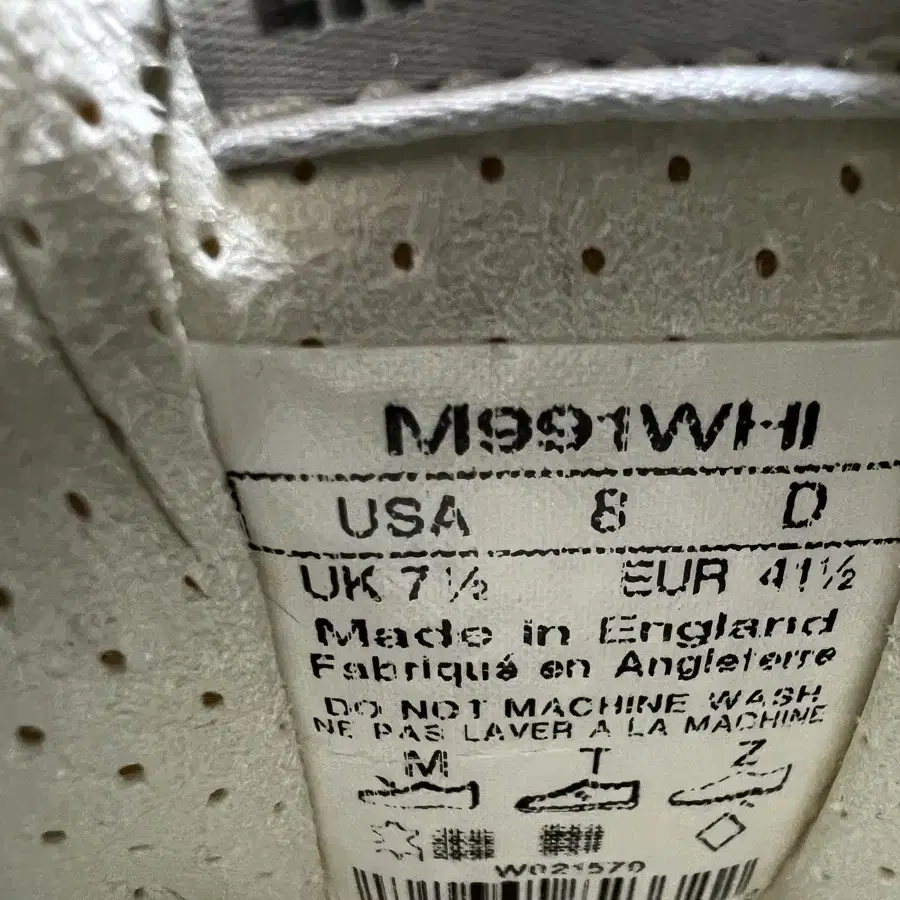 M991WHI
USA 8 D
UK 7½ EUR 41½
Made in England
Fabriqué en Angleterre
DO NOT MACHINE WASH
NE PAS LAVER A LA MACHINE
M T Z
W021570